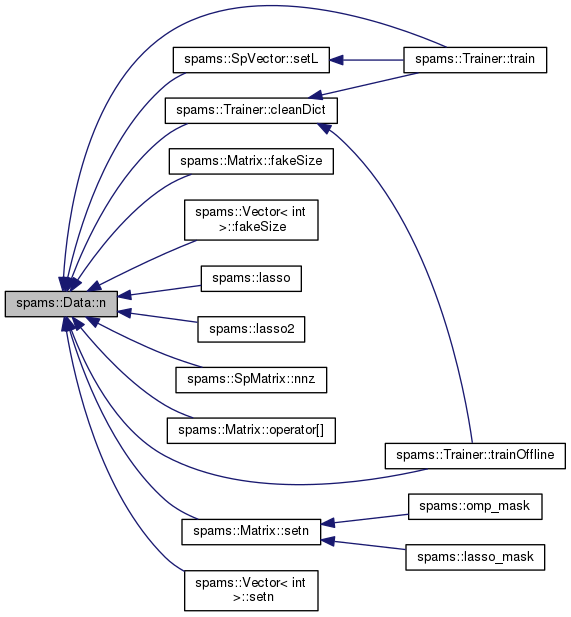 spams::SpVector::setL
spams::Trainer::train
spams::Trainer::cleanDict
spams::Matrix::fakeSize
spams::Vector< int
>::fakeSize
spams::lasso
spams::Data::n
spams::lasso2
spams::SpMatrix::nnz
spams::Matrix::operator[]
spams::Trainer::trainOffline
spams::omp_mask
spams::Matrix::setn
spams::lasso_mask
spams::Vector< int
>::setn